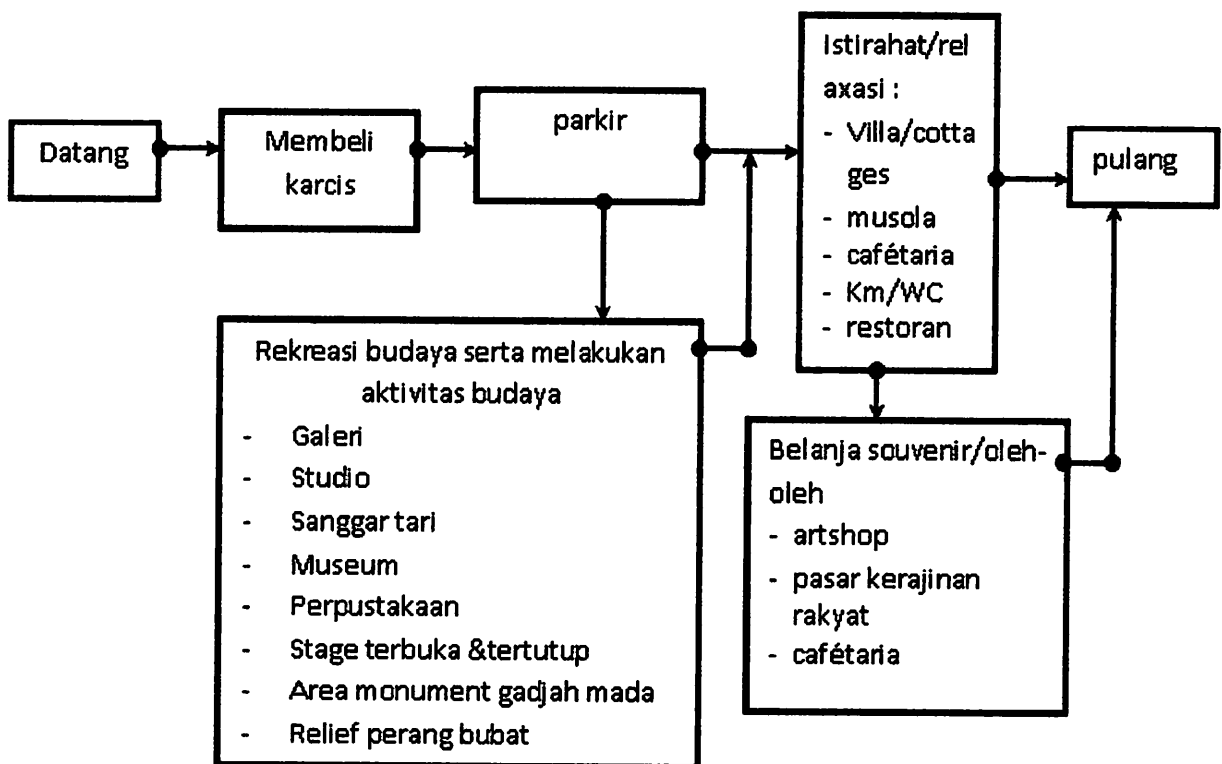 Datang
Membeli
karcis
parkir
Istirahat/rel
axasi :
- Villa/cotta
ges
- musola
- cafétaria
- Km/WC
- restoran
pulang
Rekreasi budaya serta melakukan
aktivitas budaya
- Galeri
- Studio
- Sanggar tari
- Museum
- Perpustakaan
- Stage terbuka &tertutup
- Area monument gadjah mada
- Relief perang bubat
Belanja souvenir/oleh-
oleh
- artshop
- pasar kerajinan
rakyat
- cafétaria